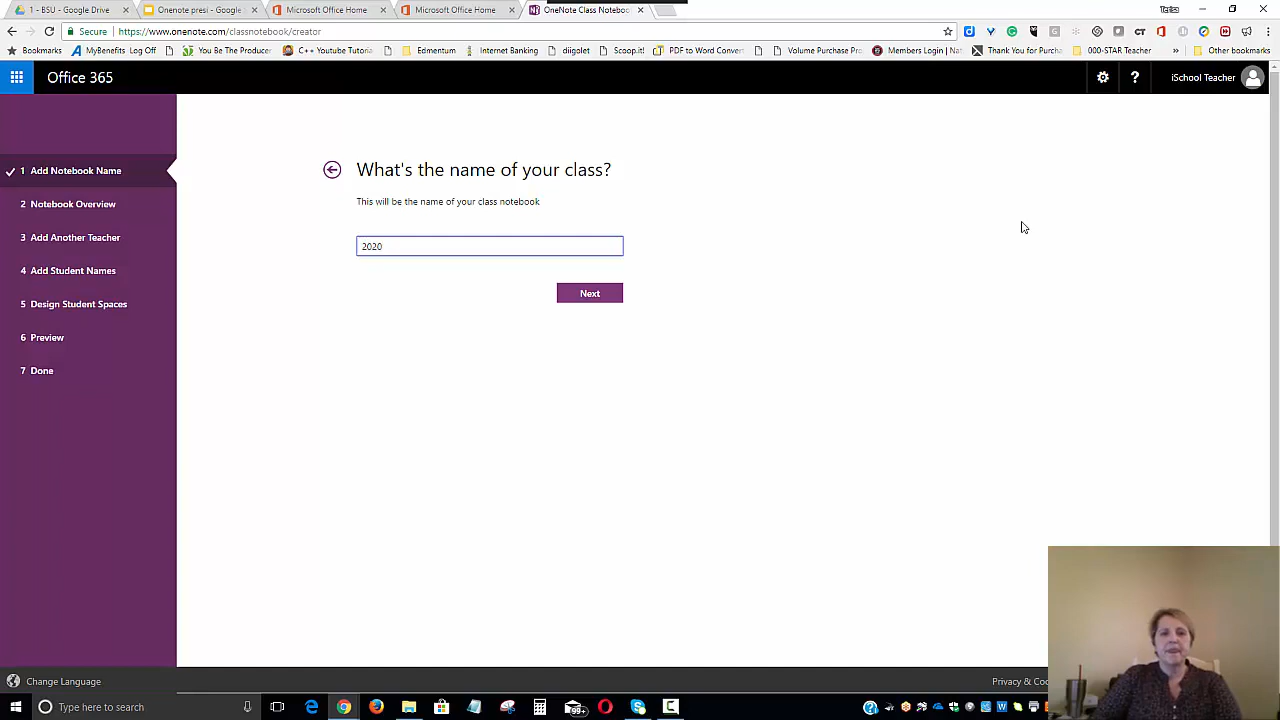 1 - BSU - Google Drive
Onenote presi - Google
Microsoft Office Home
Microsoft Office Home
OneNote Class Notebo
Secure
https://www.onenote.com/classnotebook/creator
Bookmarks
MyBenefits Log Off
You Be The Producer
C++ Youtube Tutorial
Edmentum
Internet Banking
diigolet
Scoop.it!
PDF to Word Convert
Volume Purchase Pro
Members Login | Nat
Thank You for Purcha
000-STAR Teacher
»
Other bookmarks
Office 365
?
iSchool Teacher
1 Add Notebook Name
2 Notebook Overview
3 Add Another Teacher
4 Add Student Names
5 Design Student Spaces
6 Preview
7 Done
What's the name of your class?
This will be the name of your class notebook
2020
Next
Change Language
Privacy & Coo
Type here to search
99+